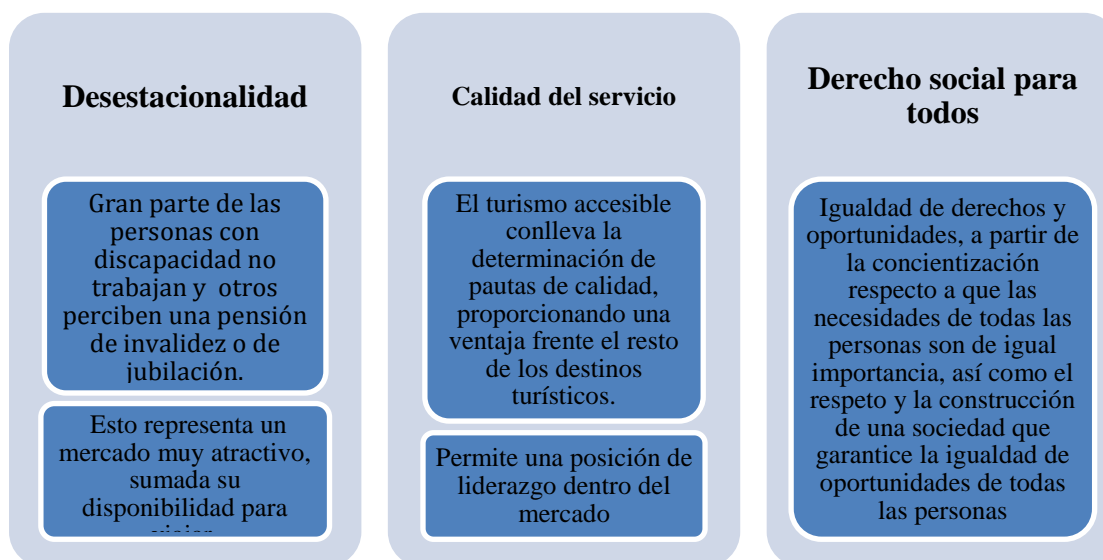 Desestacionalidad
Gran parte de las
personas con
discapacidad no
trabajan y otros
perciben una pensión
de invalidez o de
jubilación.
Esto representa un
mercado muy atractivo,
sumada su
disponibilidad para
Calidad del servicio
El turismo accesible
conlleva la
determinación de
pautas de calidad,
proporcionando una
ventaja frente el resto
de los destinos
turísticos.
Permite una posición de
liderazgo dentro del
mercado
Derecho social para
todos
Igualdad de derechos y
oportunidades, a partir de
la concientización
respecto a que las
necesidades de todas las
personas son de igual
importancia, así como el
respeto y la construcción
de una sociedad que
garantice la igualdad de
oportunidades de todas
las personas